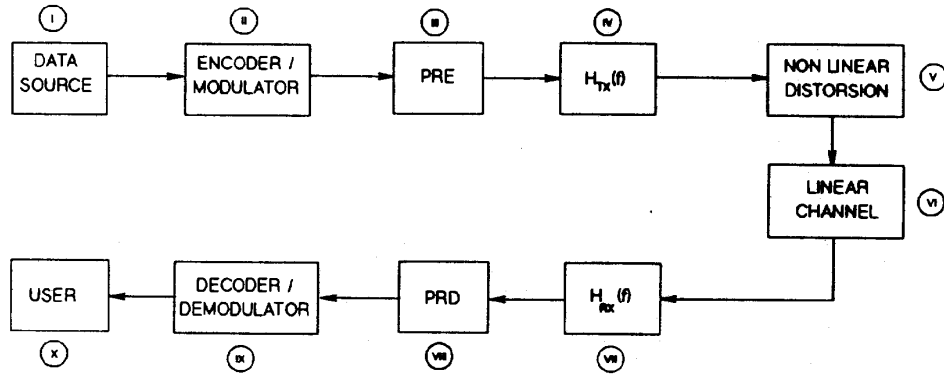 I
II
III
IV
DATA
SOURCE
ENCODER /
MODULATOR
PRE
H_TX(f)
NON LINEAR
DISTORSION
V
LINEAR
CHANNEL
VI
USER
DECODER /
DEMODULATOR
PRD
H_RX(f)
X
IX
VIII
VII